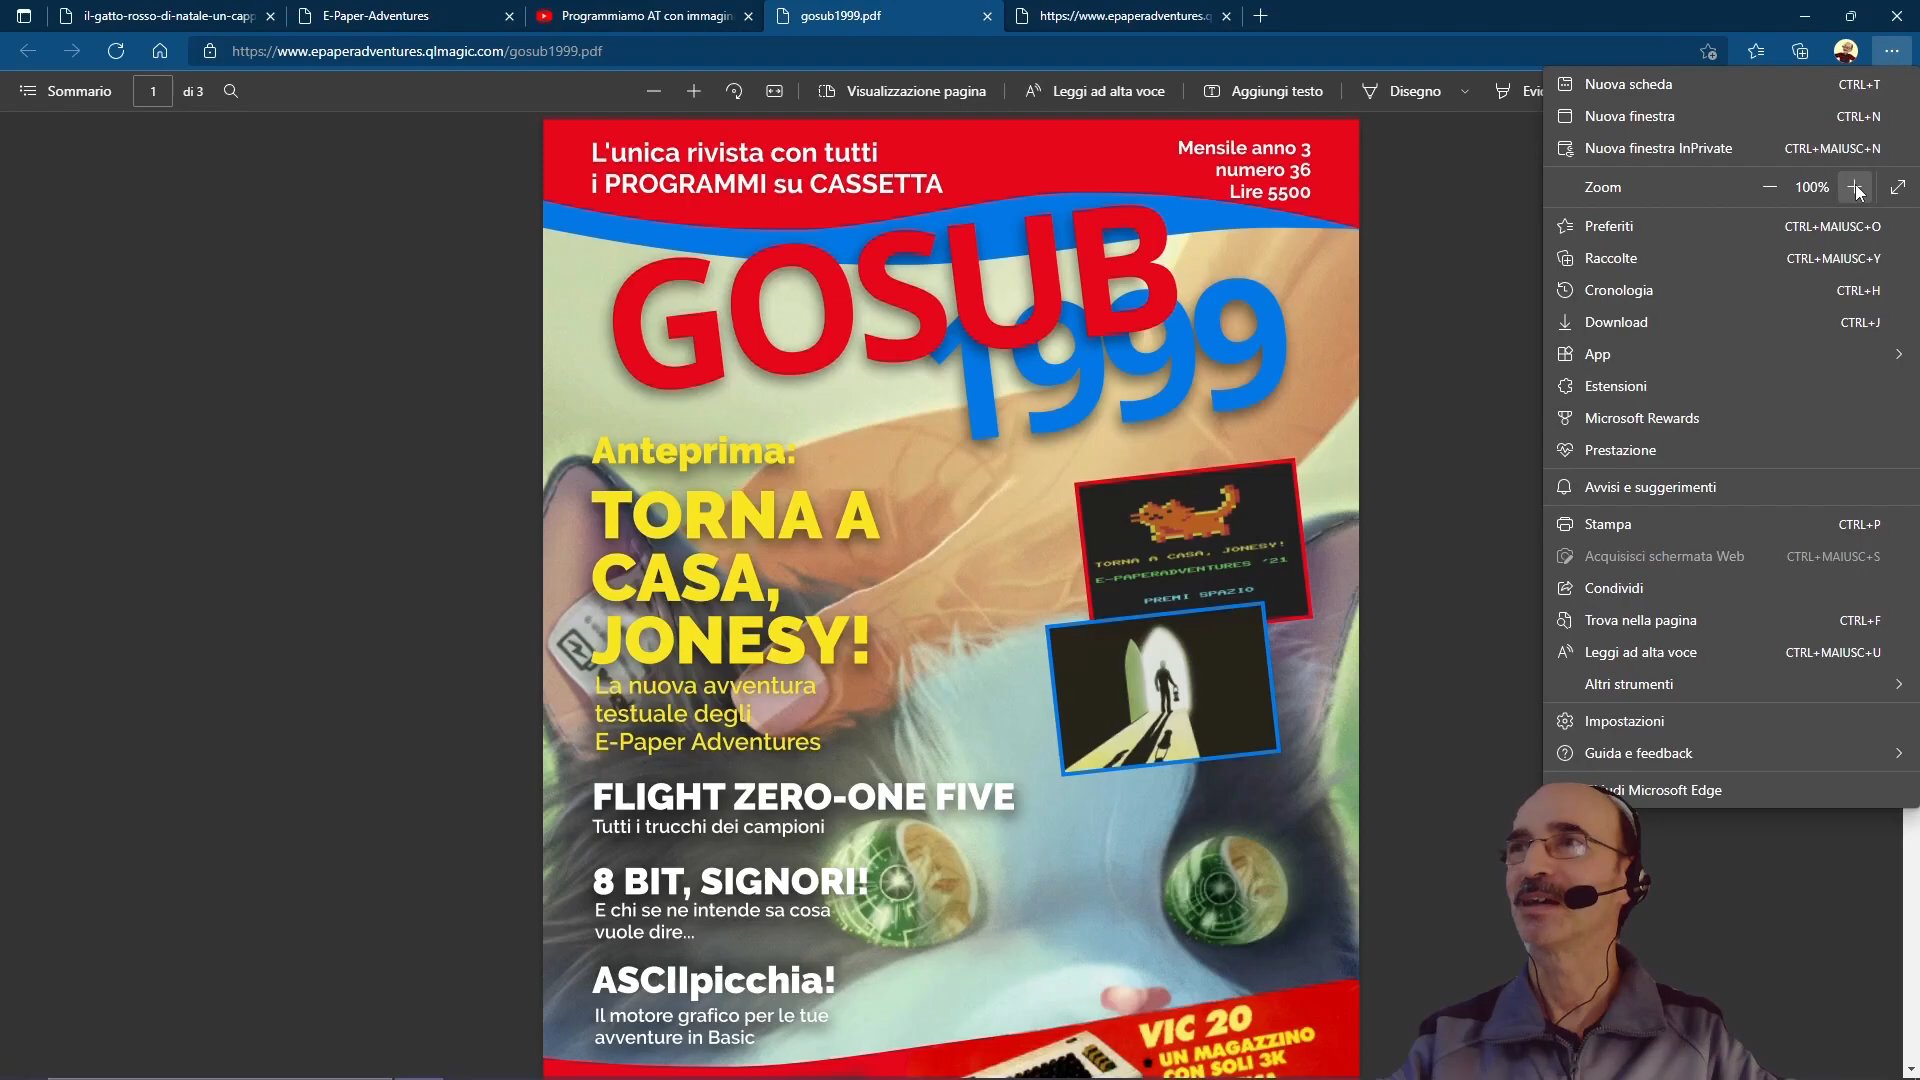 il-gatto-rosso-di-natale-un-capp
E-Paper-Adventures
Programmiamo AT con immagin
gosub1999.pdf
https://www.epaperadventures.q
https://www.epaperadventures.qlmagic.com/gosub1999.pdf
Sommario
1
di 3
Visualizzazione pagina
Leggi ad alta voce
Aggiungi testo
Disegno
Nuova scheda CTRL+T
Nuova finestra CTRL+N
Nuova finestra InPrivate CTRL+MAIUSC+N
Zoom 100%
Preferiti CTRL+MAIUSC+O
Raccolte CTRL+MAIUSC+Y
Cronologia CTRL+H
Download CTRL+J
App
Estensioni
Microsoft Rewards
Prestazione
Avvisi e suggerimenti
Stampa CTRL+P
Acquisisci schermata Web CTRL+MAIUSC+S
Condividi
Trova nella pagina CTRL+F
Leggi ad alta voce CTRL+MAIUSC+U
Altri strumenti
Impostazioni
Guida e feedback
Microsoft Edge
L'unica rivista con tutti
i PROGRAMMI su CASSETTA
Mensile anno 3
numero 36
Lire 5500
GOSUB
1999
Anteprima:
TORNA A
CASA,
JONESY!
La nuova avventura
testuale degli
E-Paper Adventures
TORNA A CASA, JONESY!
E-PAPERADVENTURES '21
PREMI SPAZIO
FLIGHT ZERO-ONE FIVE
Tutti i trucchi dei campioni
8 BIT, SIGNORI!
E chi se ne intende sa cosa
vuole dire...
ASCIIpicchia!
Il motore grafico per le tue
avventure in Basic
VIC 20
UN MAGAZZINO
CON SOLI 3K